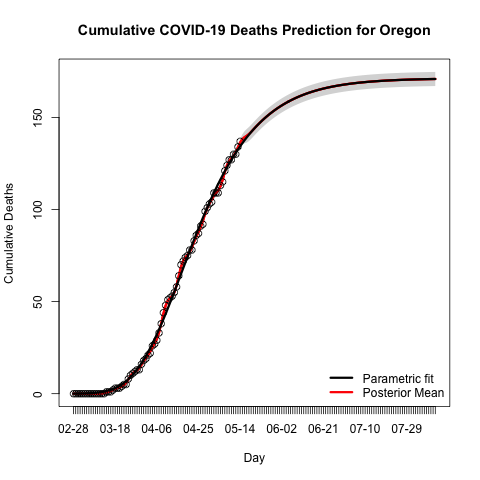 Cumulative COVID-19 Deaths Prediction for Oregon
Cumulative Deaths
150
100
50
0
Parametric fit
Posterior Mean
02-28 03-18 04-06 04-25 05-14 06-02 06-21 07-10 07-29
Day